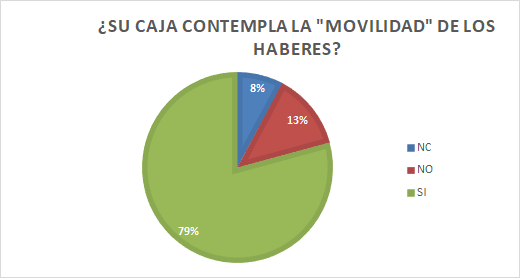 ¿SU CAJA CONTEMPLA LA "MOVILIDAD" DE LOS
HABERES?
8%
13%
79%
NC
NO
SI